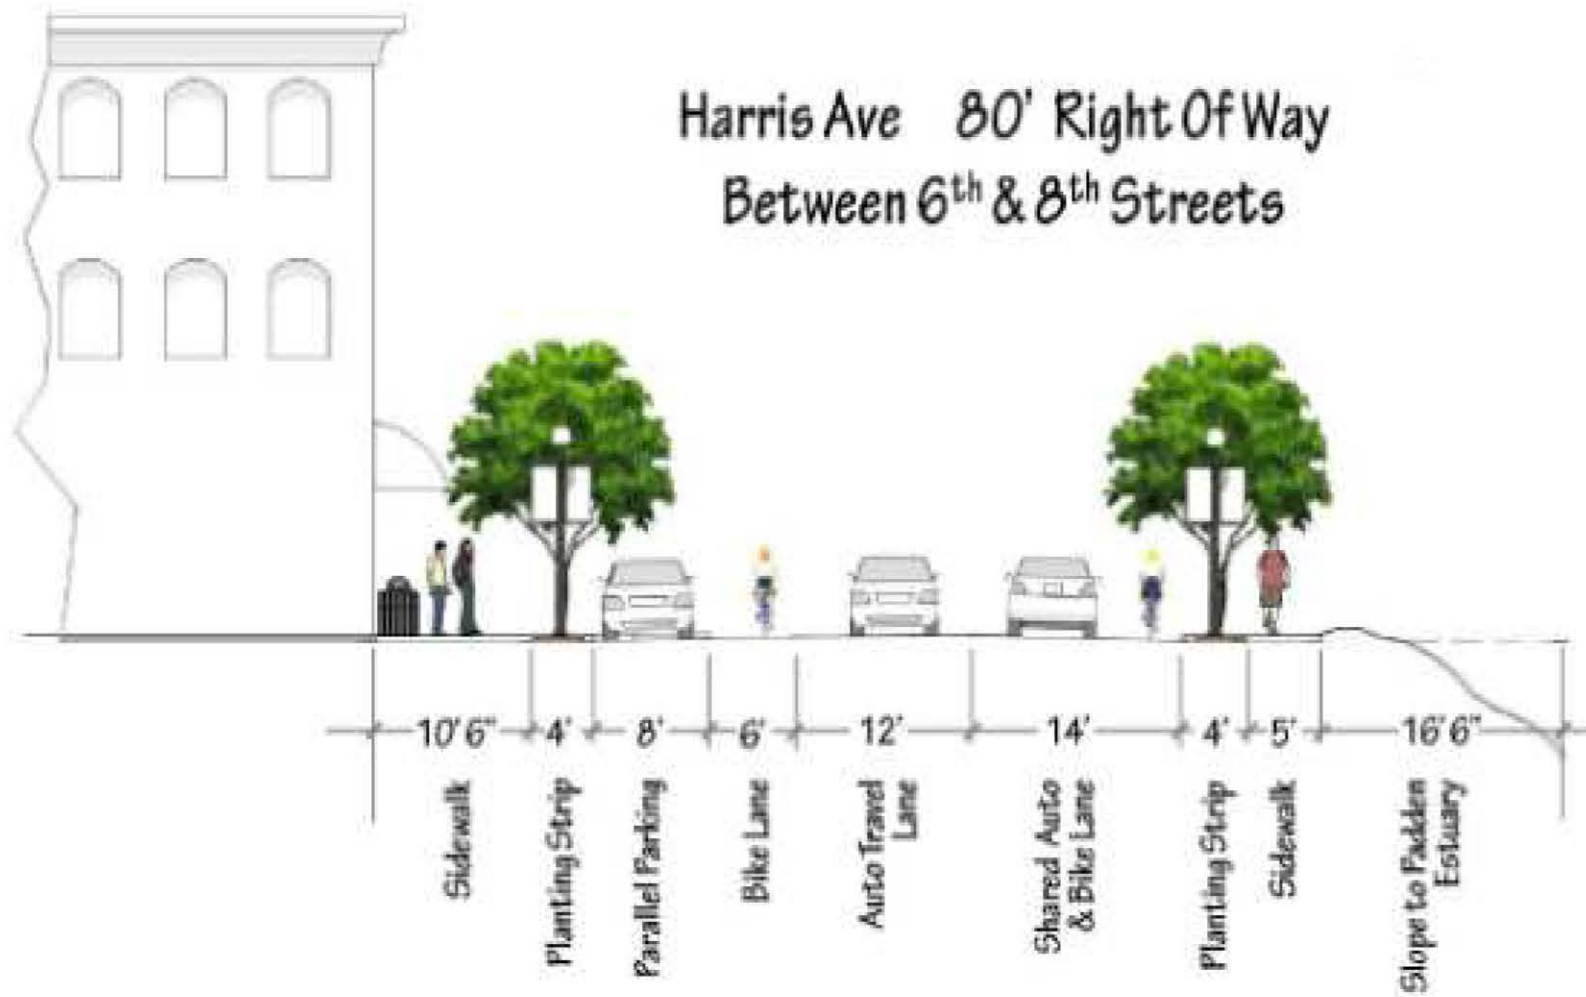 Harris Ave 80' Right Of Way
Between 6th & 8th Streets
10' 6" 4' 8' 6' 12' 14' 4' 5' 16' 6"
Sidewalk
Planting Strip
Parallel Parking
Bike Lane
Auto Travel
Lane
Shared Auto
& Bike Lane
Planting Strip
Sidewalk
Slope to Padden
Estuary